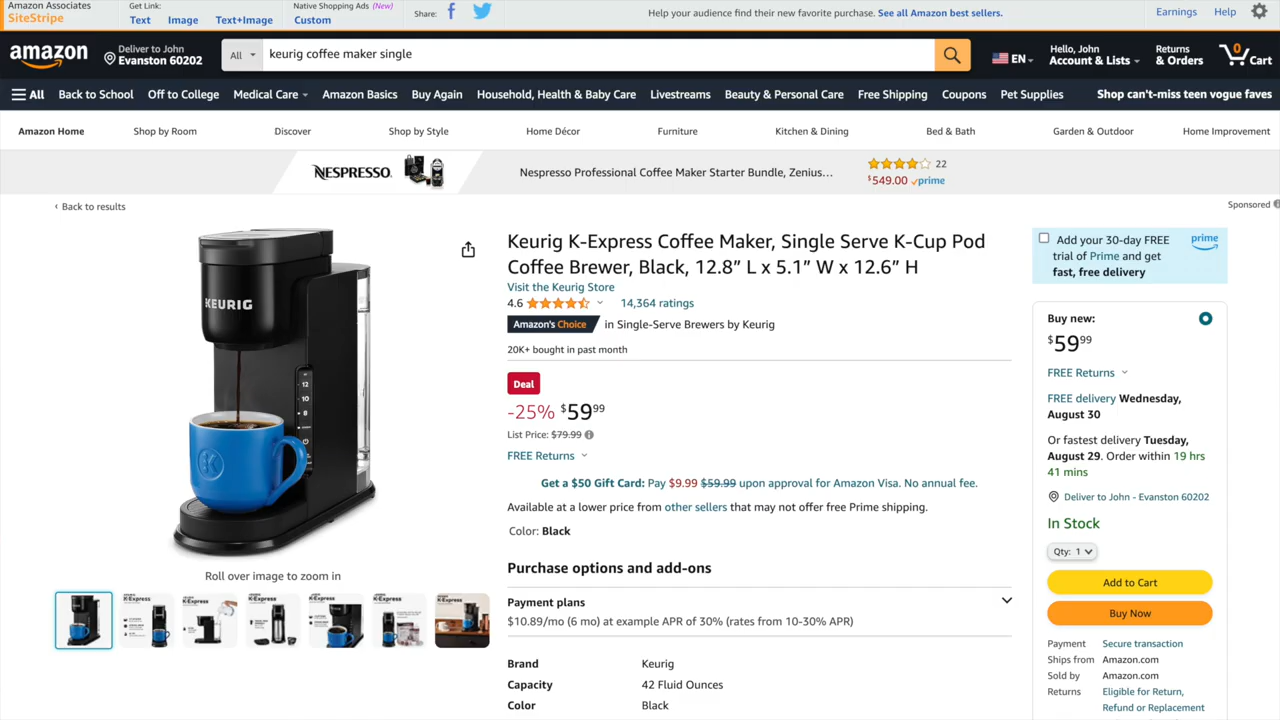 Amazon Associates
SiteStripe
Get Link:
Text Image Text+Image
Native Shopping Ads (New)
Custom
Share:
Help your audience find their new favorite purchase. See all Amazon best sellers.
Earnings Help
amazon
Deliver to John
Evanston 60202
All
keurig coffee maker single
EN
Hello, John
Account & Lists
Returns
& Orders
0
Cart
All Back to School Off to College Medical Care Amazon Basics Buy Again Household, Health & Baby Care Livestreams Beauty & Personal Care Free Shipping Coupons Pet Supplies Shop can't-miss teen vogue faves
Amazon Home Shop by Room Discover Shop by Style Home Décor Furniture Kitchen & Dining Bed & Bath Garden & Outdoor Home Improvement
NESPRESSO.
Nespresso Professional Coffee Maker Starter Bundle, Zenius…
22
$549.00 prime
Sponsored
‹ Back to results
KEURIG
12
10
8
K
Roll over image to zoom in
K-Express
K-Express
K-Express
K-Express
K-Express
Keurig K-Express Coffee Maker, Single Serve K-Cup Pod
Coffee Brewer, Black, 12.8” L x 5.1” W x 12.6” H
Visit the Keurig Store
4.6 14,364 ratings
Amazon's Choice in Single-Serve Brewers by Keurig
20K+ bought in past month
Deal
-25% $59.99
List Price: $79.99
FREE Returns
Get a $50 Gift Card: Pay $9.99 $59.99 upon approval for Amazon Visa. No annual fee.
Available at a lower price from other sellers that may not offer free Prime shipping.
Color: Black
Purchase options and add-ons
Payment plans
$10.89/mo (6 mo) at example APR of 30% (rates from 10-30% APR)
Brand Keurig
Capacity 42 Fluid Ounces
Color Black
Add your 30-day FREE
trial of Prime and get
fast, free delivery
prime
Buy new:
$59.99
FREE Returns
FREE delivery Wednesday,
August 30
Or fastest delivery Tuesday,
August 29. Order within 19 hrs
41 mins
Deliver to John - Evanston 60202
In Stock
Qty: 1
Add to Cart
Buy Now
Payment Secure transaction
Ships from Amazon.com
Sold by Amazon.com
Returns Eligible for Return,
Refund or Replacement